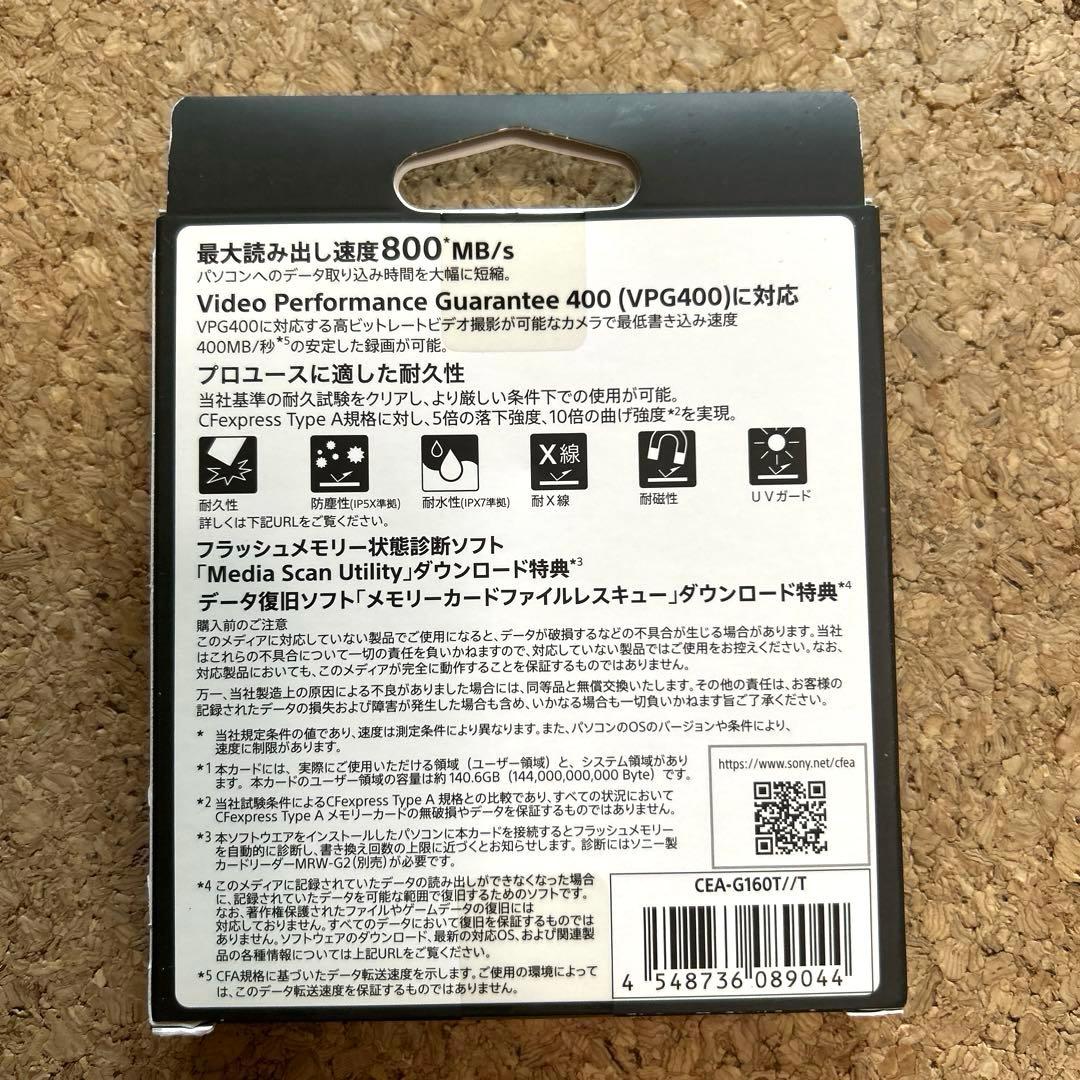 最大読み出し速度800*MB/s
パソコンへのデータ取り込み時間を大幅に短縮。
Video Performance Guarantee 400 (VPG400)に対応
VPG400に対応する高ビットレートビデオ撮影が可能なカメラで最低書き込み速度
400MB/秒*5の安定した録画が可能。
プロユースに適した耐久性
当社基準の耐久試験をクリアし、より厳しい条件下での使用が可能。
CFexpress Type A規格に対し、5倍の落下強度、10倍の曲げ強度*2を実現。
X線
耐久性 防塵性(IP5X準拠) 耐水性(IPX7準拠) 耐X線 耐磁性 UVガード
詳しくは下記URLをご覧ください。
フラッシュメモリー状態診断ソフト
「Media Scan Utility」ダウンロード特典*3
データ復旧ソフト「メモリーカードファイルレスキュー」ダウンロード特典*4
購入前のご注意
このメディアに対応していない製品でご使用になると、データが破損するなどの不具合が生じる場合があります。当社
はこれらの不具合について一切の責任を負いかねますので、対応していない製品ではご使用をお控えください。なお、
対応製品においても、このメディアが完全に動作することを保証するものではありません。
万一、当社製造上の原因による不良がありました場合には、同等品と無償交換いたします。その他の責任は、お客様の
記録されたデータの損失および障害が発生した場合も含め、いかなる場合も一切負いかねます旨ご了承ください。
* 当社規定条件の値であり、速度は測定条件により異なります。また、パソコンのOSのバージョンや条件により、
速度に制限があります。
*1 本カードには、実際にご使用いただける領域（ユーザー領域）と、システム領域があり
ます。本カードのユーザー領域の容量は約140.6GB（144,000,000,000 Byte）です。
*2 当社試験条件によるCFexpress Type A 規格との比較であり、すべての状況において
CFexpress Type A メモリーカードの無破損やデータを保証するものではありません。
*3 本ソフトウエアをインストールしたパソコンに本カードを接続するとフラッシュメモリー
を自動的に診断し、書き換え回数の上限に近づくとお知らせします。診断にはソニー製
カードリーダーMRW-G2(別売)が必要です。
*4 このメディアに記録されていたデータの読み出しができなくなった場合
に、記録されていたデータを可能な範囲で復旧するためのソフトです。
なお、著作権保護されたファイルやゲームデータの復旧には
対応しておりません。すべてのデータにおいて復旧を保証するものでは
ありません。ソフトウェアのダウンロード、最新の対応OS、および関連製
品の各種情報については上記URLをご覧ください。
*5 CFA規格に基づいたデータ転送速度を示します。ご使用の環境によって
は、このデータ転送速度を保証するものではありません。
https://www.sony.net/cfea
CEA-G160T//T
4 548736 089044